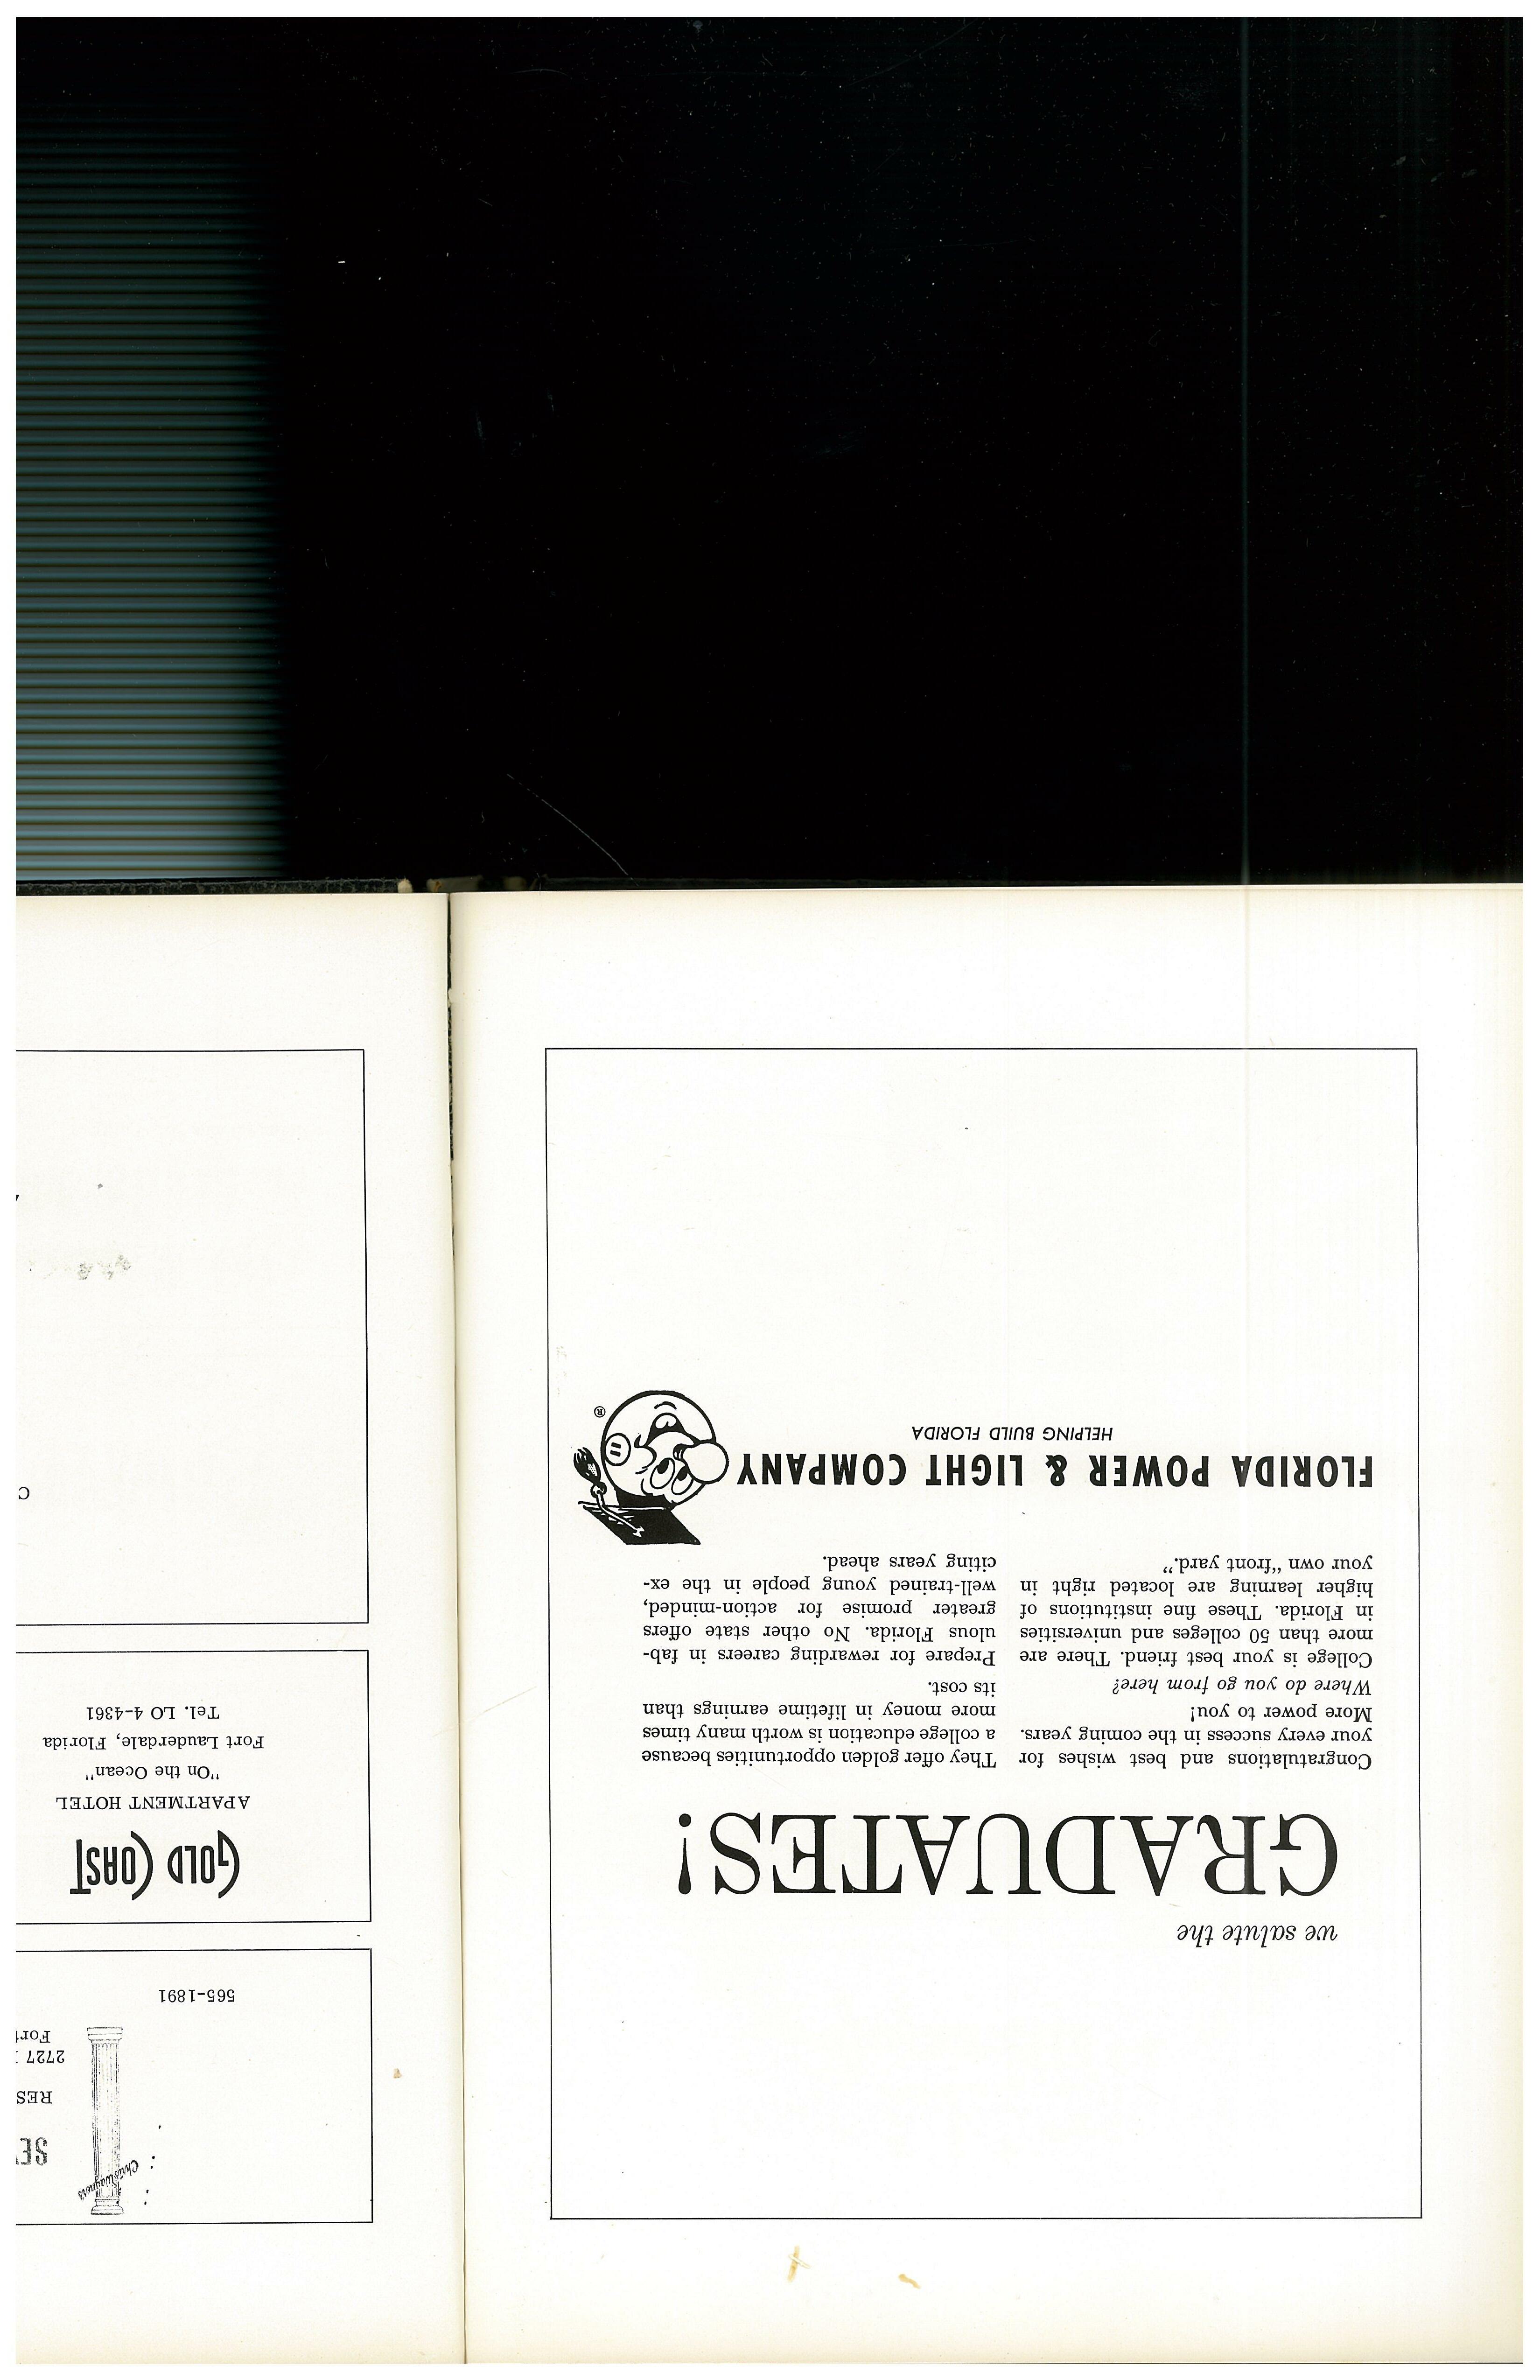 we salute the
GRADUATES!
Congratulations and best wishes for
your every success in the coming years.
More power to you!
Where do you go from here?
College is your best friend. There are
more than 50 colleges and universities
in Florida. These fine institutions of
higher learning are located right in
your own "front yard."
They offer golden opportunities because
a college education is worth many times
more money in lifetime earnings than
its cost.
Prepare for rewarding careers in fab-
ulous Florida. No other state offers
greater promise for action-minded,
well-trained young people in the ex-
citing years ahead.
FLORIDA POWER & LIGHT COMPANY
HELPING BUILD FLORIDA
®
Chris Wagner's
SE
RES
2727
Fort
565-1891
GOLD COAST
APARTMENT HOTEL
"On the Ocean"
Fort Lauderdale, Florida
Tel. LO 4-4361
C